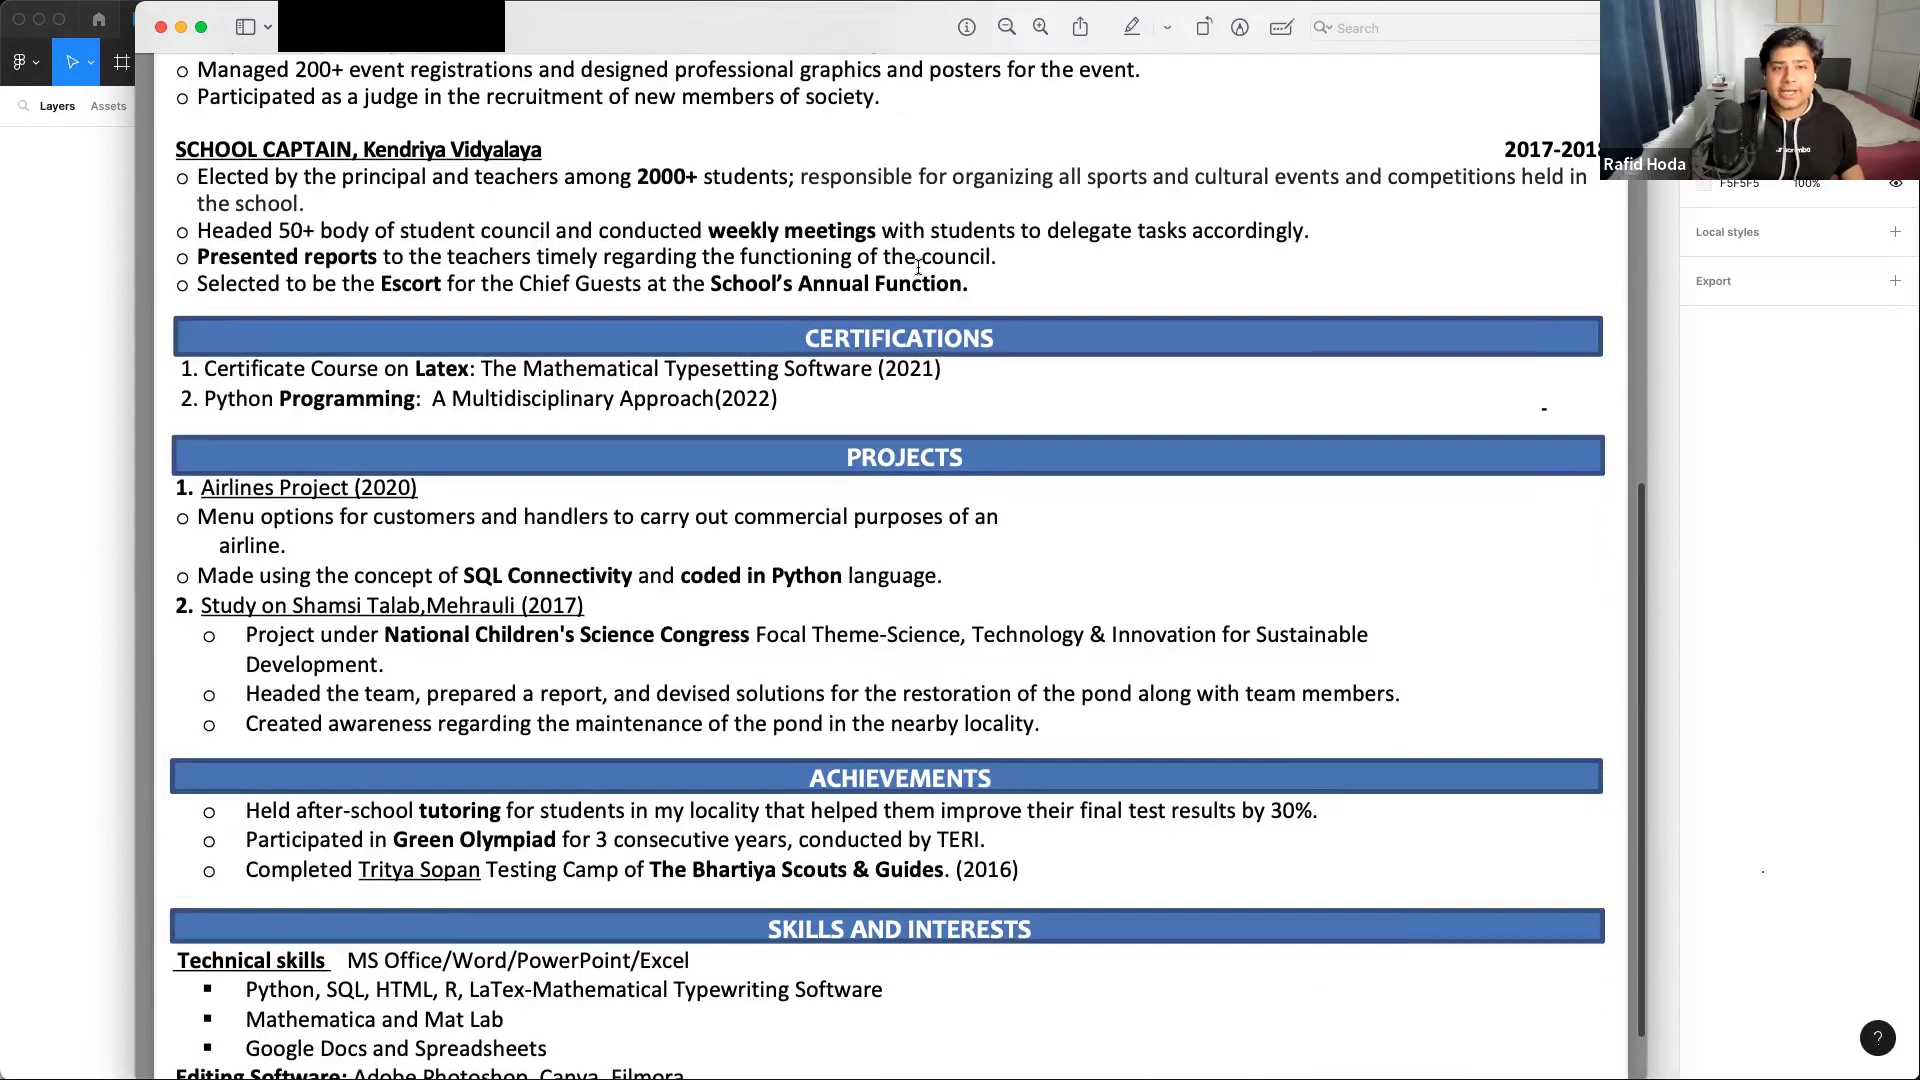 Search
Layers
Assets
○ Managed 200+ event registrations and designed professional graphics and posters for the event.
○ Participated as a judge in the recruitment of new members of society.
SCHOOL CAPTAIN, Kendriya Vidyalaya
2017-2018
Rafid Hoda
○ Elected by the principal and teachers among 2000+ students; responsible for organizing all sports and cultural events and competitions held in
the school.
F5F5F5 100%
○ Headed 50+ body of student council and conducted weekly meetings with students to delegate tasks accordingly.
Local styles
○ Presented reports to the teachers timely regarding the functioning of the council.
○ Selected to be the Escort for the Chief Guests at the School’s Annual Function.
Export
CERTIFICATIONS
1. Certificate Course on Latex: The Mathematical Typesetting Software (2021)
2. Python Programming: A Multidisciplinary Approach(2022)
-
PROJECTS
1. Airlines Project (2020)
○ Menu options for customers and handlers to carry out commercial purposes of an
airline.
○ Made using the concept of SQL Connectivity and coded in Python language.
2. Study on Shamsi Talab,Mehrauli (2017)
○ Project under National Children's Science Congress Focal Theme-Science, Technology & Innovation for Sustainable
Development.
○ Headed the team, prepared a report, and devised solutions for the restoration of the pond along with team members.
○ Created awareness regarding the maintenance of the pond in the nearby locality.
ACHIEVEMENTS
○ Held after-school tutoring for students in my locality that helped them improve their final test results by 30%.
○ Participated in Green Olympiad for 3 consecutive years, conducted by TERI.
○ Completed Tritya Sopan Testing Camp of The Bhartiya Scouts & Guides. (2016)
SKILLS AND INTERESTS
Technical skills MS Office/Word/PowerPoint/Excel
▪ Python, SQL, HTML, R, LaTex-Mathematical Typewriting Software
▪ Mathematica and Mat Lab
▪ Google Docs and Spreadsheets
?
Editing Software: Adobe Photoshop, Canva, Filmora